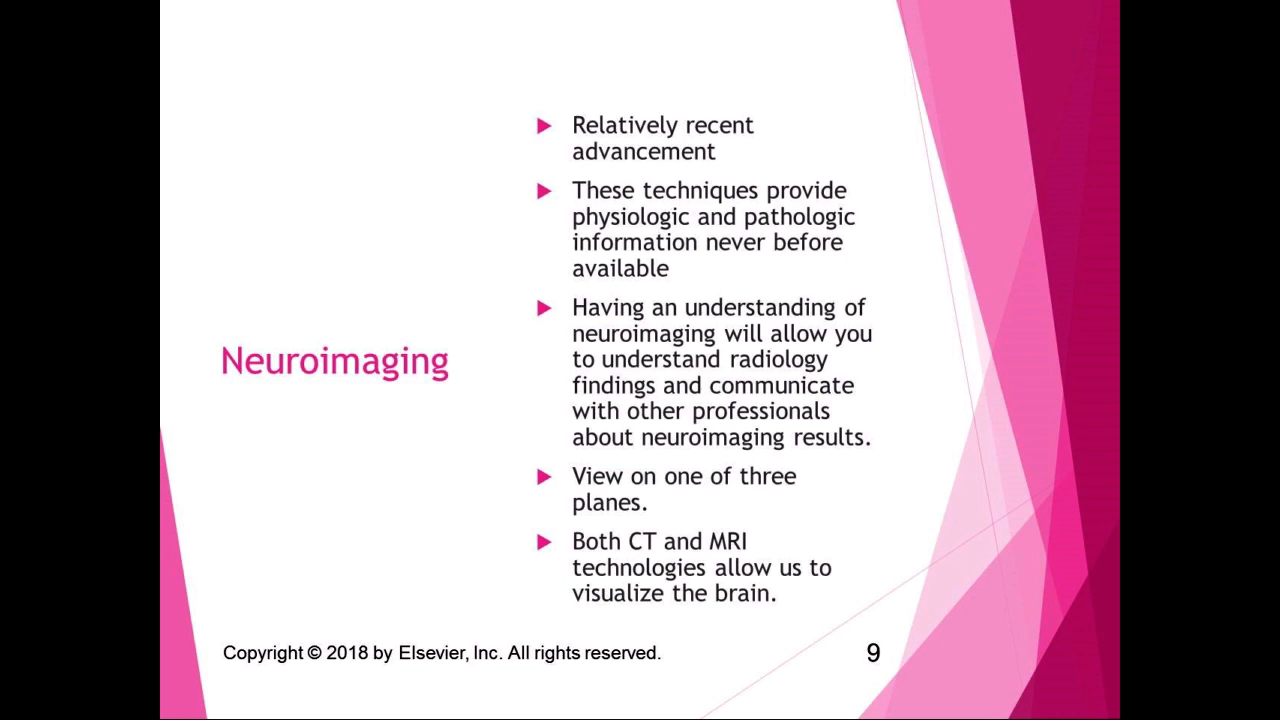 Neuroimaging
Relatively recent
advancement
These techniques provide
physiologic and pathologic
information never before
available
Having an understanding of
neuroimaging will allow you
to understand radiology
findings and communicate
with other professionals
about neuroimaging results.
View on one of three
planes.
Both CT and MRI
technologies allow us to
visualize the brain.
Copyright © 2018 by Elsevier, Inc. All rights reserved.
9